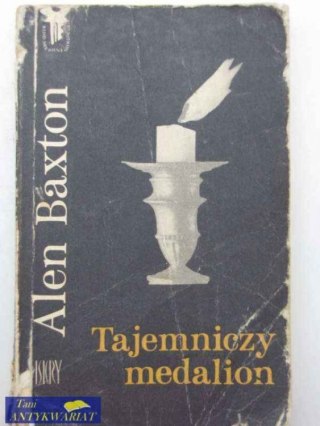 Alen Baxton
Tajemniczy
medalion
ISKRY
Tani
ANTYKWARIAT